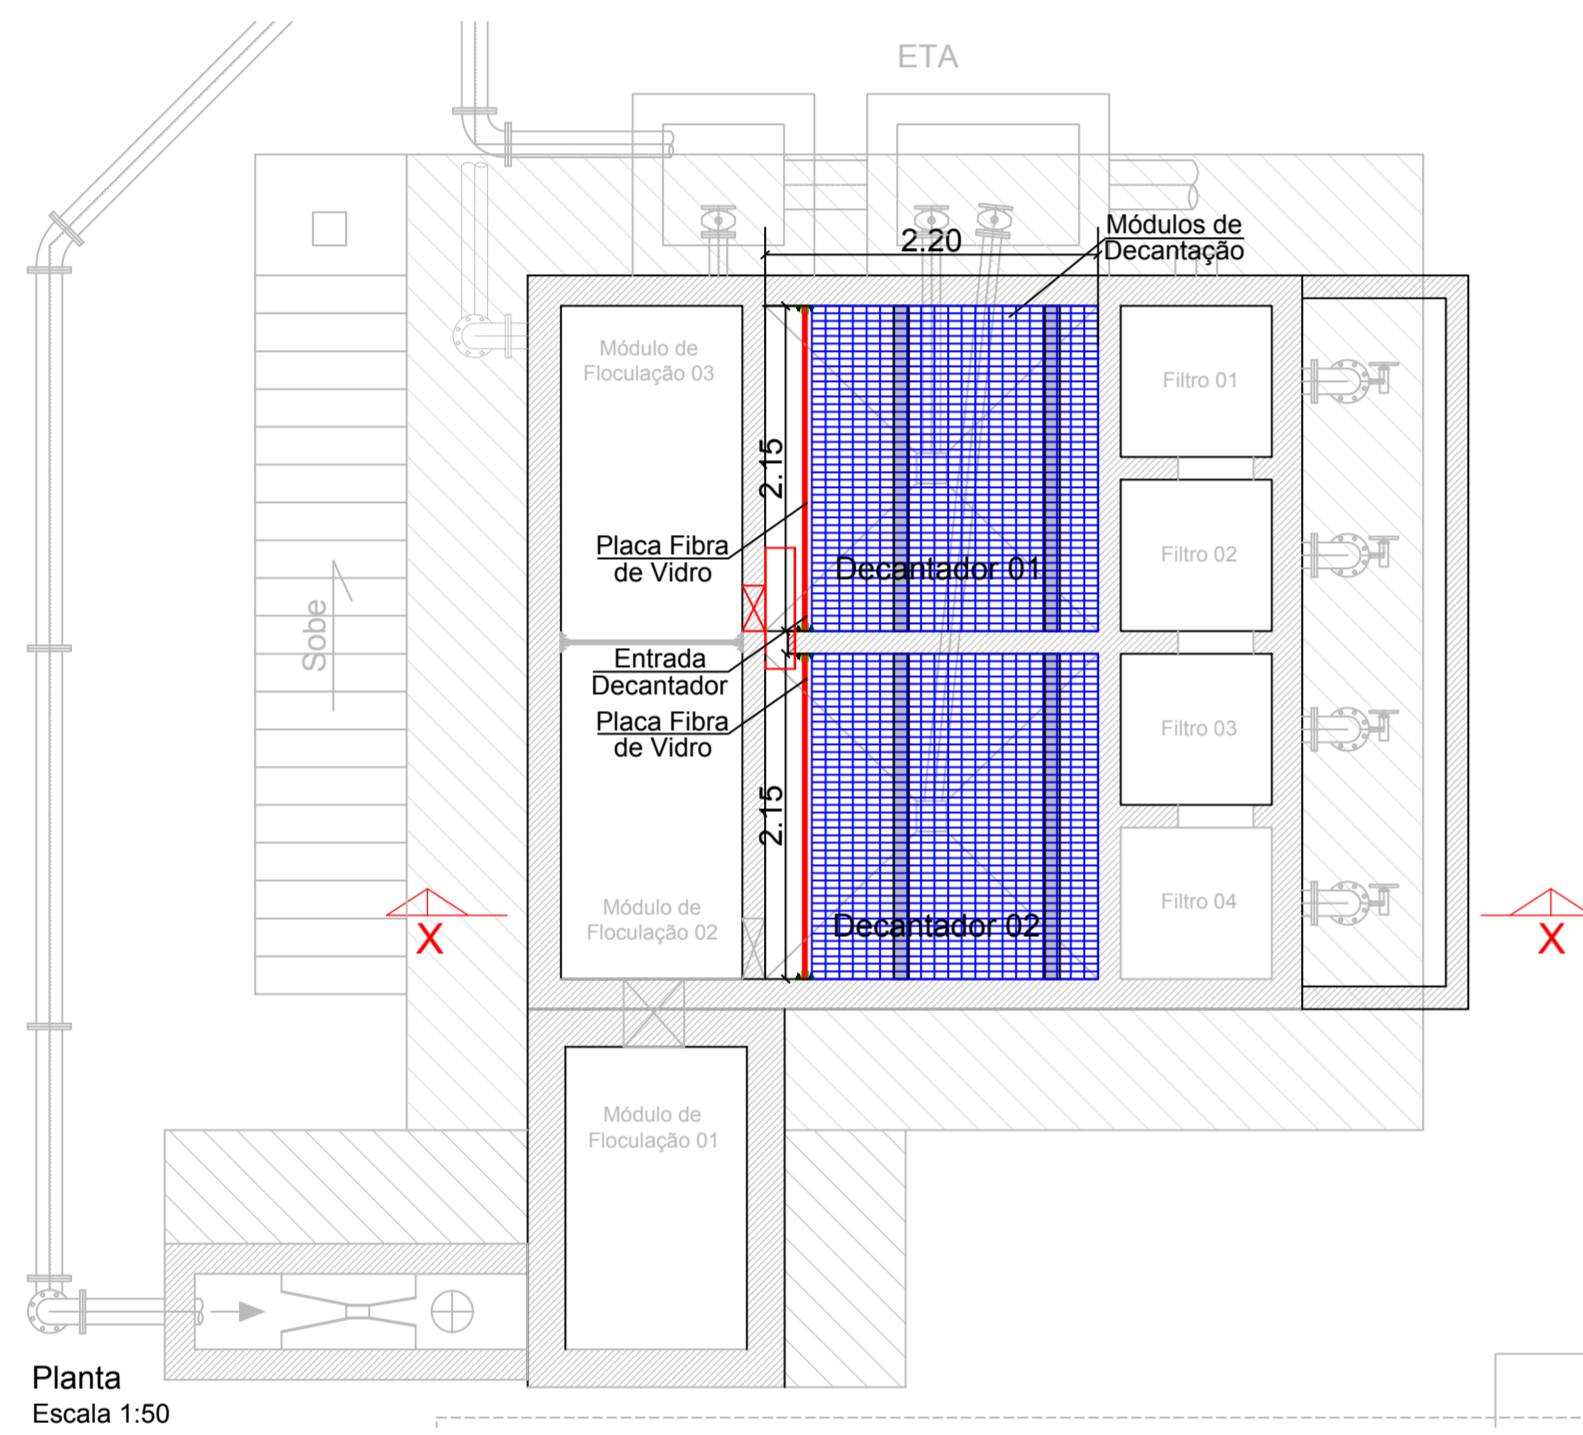 ETA
2.20
Módulos de
Decantação
Módulo de
Floculação 03
Filtro 01
2.15
Placa Fibra
de Vidro
Decantador 01
Filtro 02
Sobe
Entrada
Decantador
Placa Fibra
de Vidro
Filtro 03
2.15
Módulo de
Floculação 02
Decantador 02
Filtro 04
X
X
Módulo de
Floculação 01
Planta
Escala 1:50